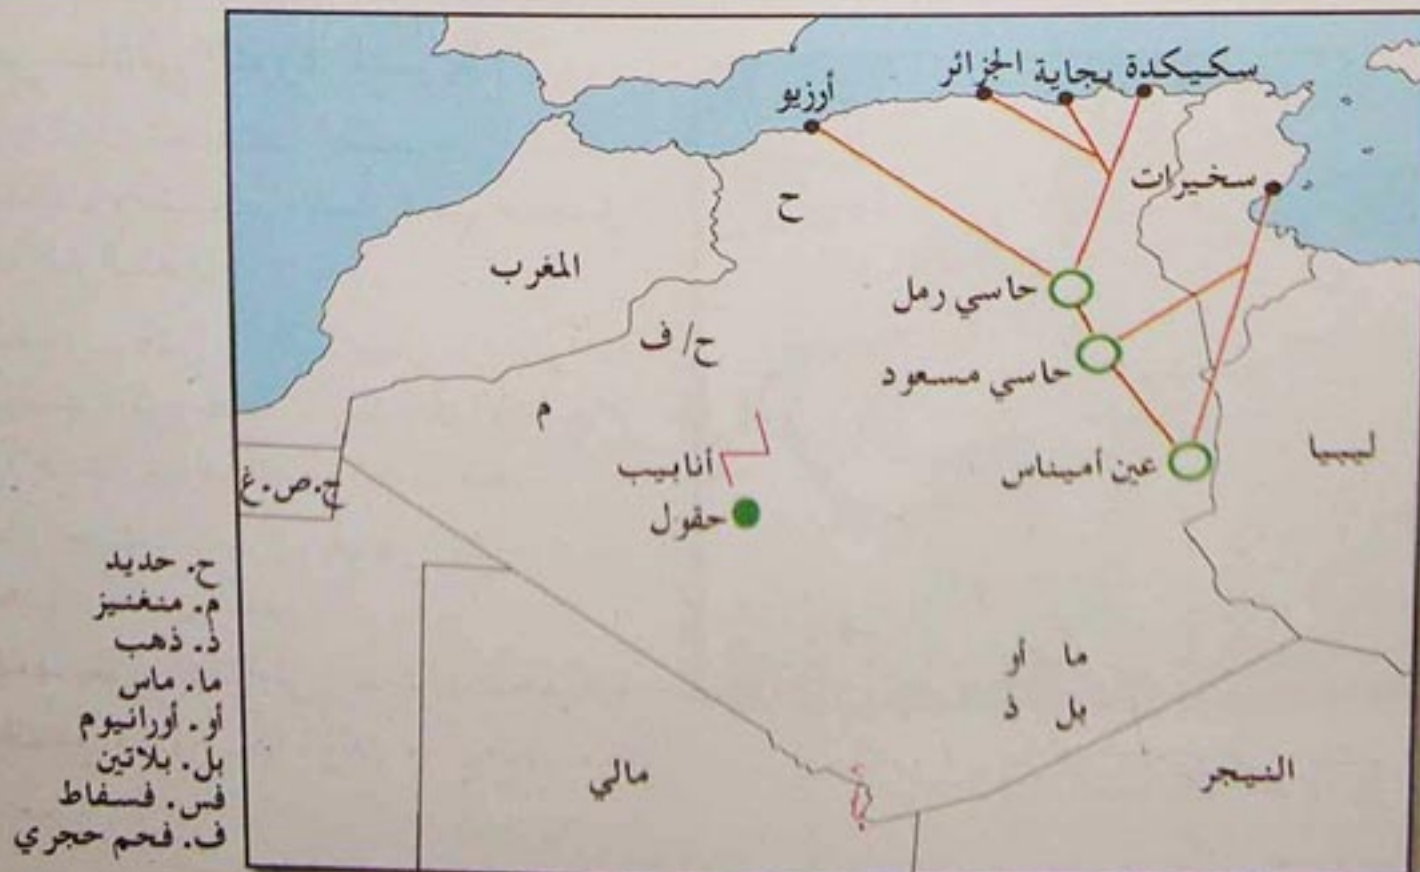 سكيكدة
بجاية
الجزائر
أرزيو
سخيرات
ح
المغرب
حاسي رمل
ح/ ف
حاسي مسعود
م
ليبيا
أنابيب
عين أميناس
ج.ص.غ
حقول
ما أو
بل ذ
مالي
النيجر
ح. حديد
م. منغنيز
ذ. ذهب
ما. ماس
أو. أورانيوم
بل. بلاتين
فس. فسفاط
ف. فحم حجري